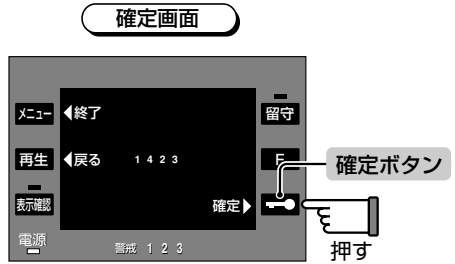 確定画面
メニュー ◀終了 留守
再生 ◀戻る 1 4 2 3 F 確定ボタン
表示確認 確定▶
電源 警戒 1 2 3 押す